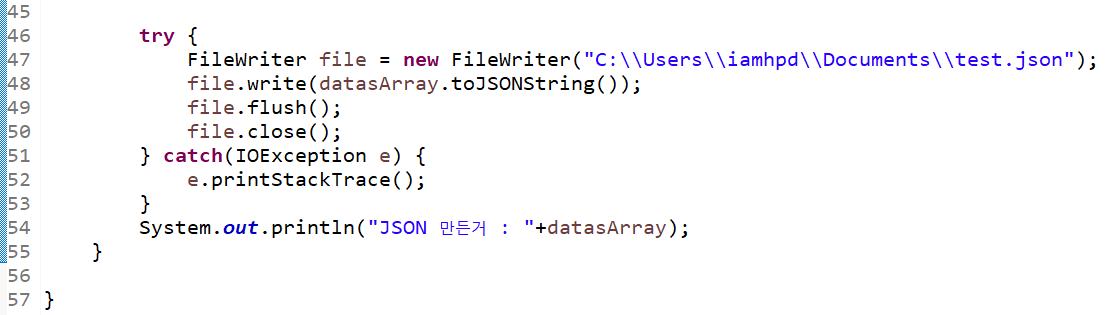 45
46 try {
47 FileWriter file = new FileWriter("C:\\Users\\iamhpd\\Documents\\test.json");
48 file.write(datasArray.toJSONString());
49 file.flush();
50 file.close();
51 } catch(IOException e) {
52 e.printStackTrace();
53 }
54 System.out.println("JSON 만든거 : "+datasArray);
55 }
56
57 }